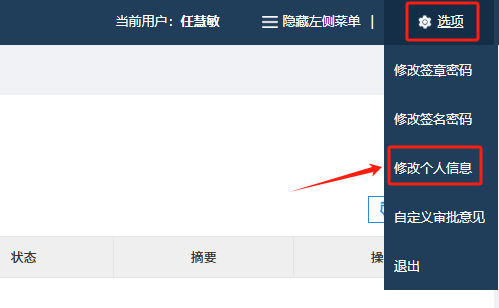 当前用户：任慧敏 隐藏左侧菜单 | 选项
修改签章密码
修改签名密码
修改个人信息
自定义审批意见
退出
状态 摘要 操